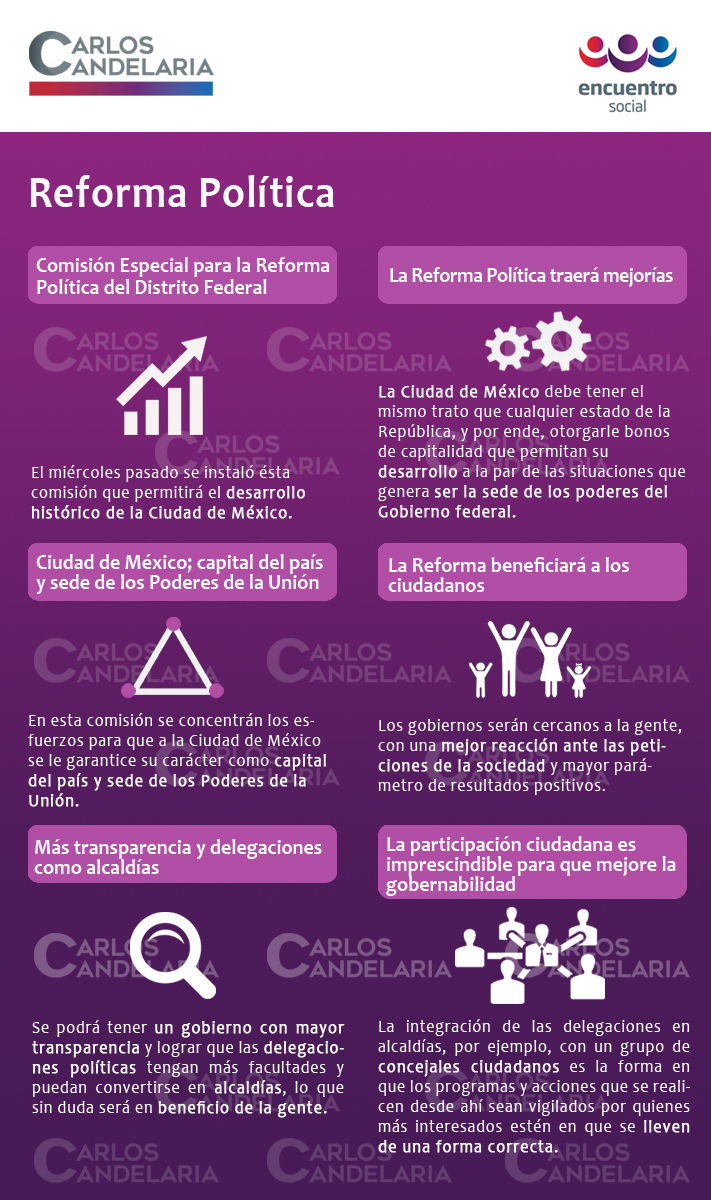 CARLOS
CANDELARIA
encuentro
social
Reforma Política
Comisión Especial para la Reforma
Política del Distrito Federal
El miércoles pasado se instaló ésta
comisión que permitirá el desarrollo
histórico de la Ciudad de México.
La Reforma Política traerá mejorías
La Ciudad de México debe tener el
mismo trato que cualquier estado de la
República, y por ende, otorgarle bonos
de capitalidad que permitan su
desarrollo a la par de las situaciones que
genera ser la sede de los poderes del
Gobierno federal.
Ciudad de México; capital del país
y sede de los Poderes de la Unión
En esta comisión se concentrán los es-
fuerzos para que a la Ciudad de México
se le garantice su carácter como capital
del país y sede de los Poderes de la
Unión.
La Reforma beneficiará a los
ciudadanos
Los gobiernos serán cercanos a la gente,
con una mejor reacción ante las peti-
ciones de la sociedad y mayor pará-
metro de resultados positivos.
Más transparencia y delegaciones
como alcaldías
Se podrá tener un gobierno con mayor
transparencia y lograr que las delegacio-
nes políticas tengan más facultades y
puedan convertirse en alcaldías, lo que
sin duda será en beneficio de la gente.
La participación ciudadana es
imprescindible para que mejore la
gobernabilidad
La integración de las delegaciones en
alcaldías, por ejemplo, con un grupo de
concejales ciudadanos es la forma en
que los programas y acciones que se reali-
cen desde ahí sean vigilados por quienes
más interesados estén en que se lleven
de una forma correcta.